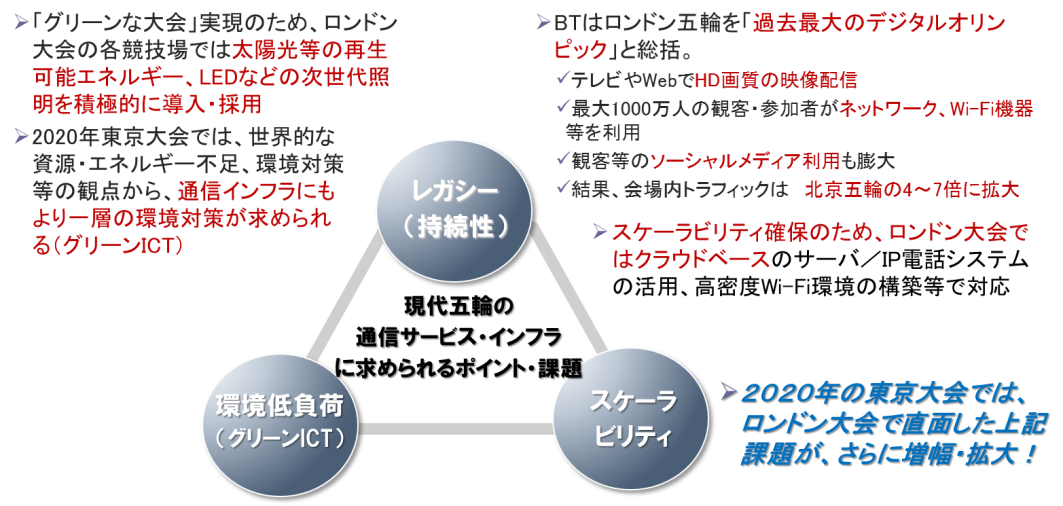 ➢「グリーンな大会」実現のため、ロンドン
大会の各競技場では太陽光等の再生
可能エネルギー、LEDなどの次世代照
明を積極的に導入・採用
➢2020年東京大会では、世界的な
資源・エネルギー不足、環境対策
等の観点から、通信インフラにも
より一層の環境対策が求められ
る（グリーンICT）
➢BTはロンドン五輪を「過去最大のデジタルオリン
ピック」と総括。
✓テレビやWebでHD画質の映像配信
✓最大1000万人の観客・参加者がネットワーク、Wi-Fi機器
等を利用
✓観客等のソーシャルメディア利用も膨大
✓結果、会場内トラフィックは　北京五輪の4～7倍に拡大
➢スケーラビリティ確保のため、ロンドン大会で
はクラウドベースのサーバ／IP電話システム
の活用、高密度Wi-Fi環境の構築等で対応
レガシー
（持続性）
現代五輪の
通信サービス・インフラ
に求められるポイント・課題
環境低負荷
（グリーンICT）
スケーラ
ビリティ
➢２０２０年の東京大会では、
ロンドン大会で直面した上記
課題が、さらに増幅・拡大！